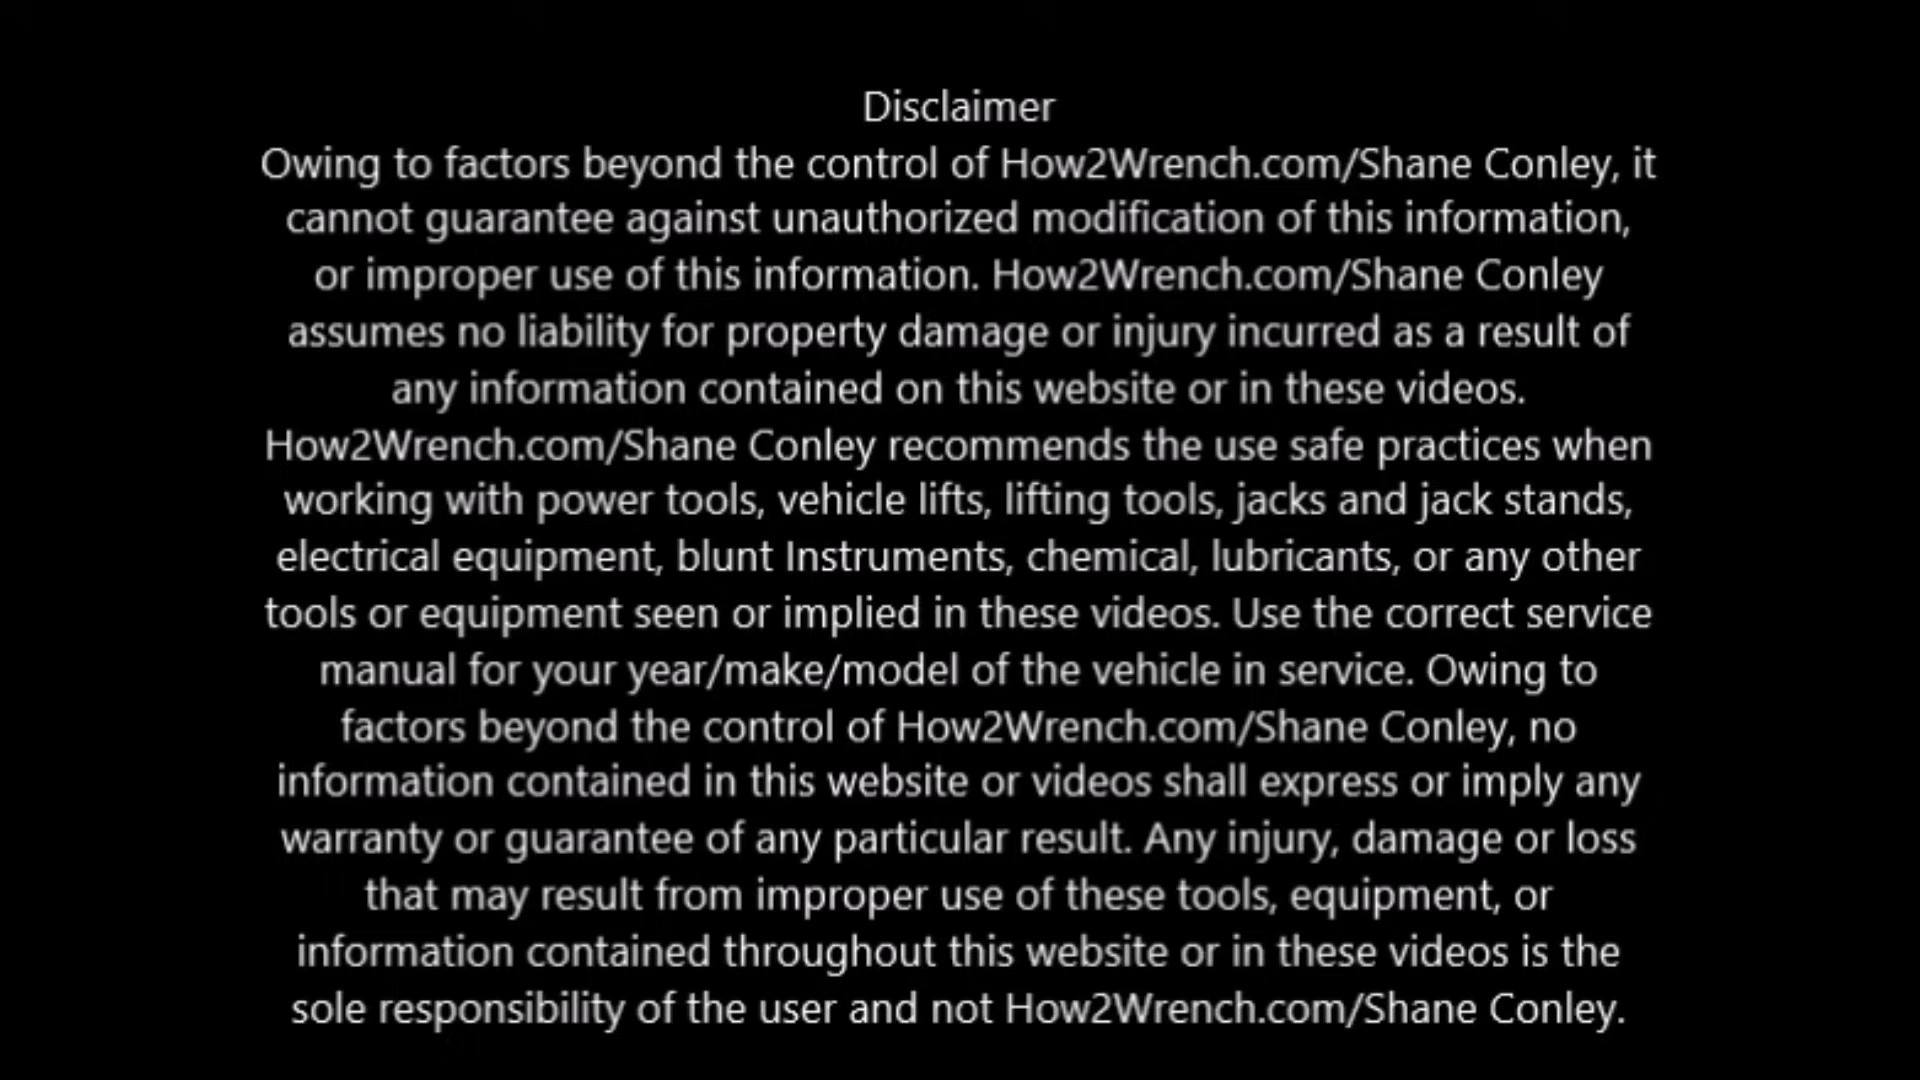 Disclaimer
Owing to factors beyond the control of How2Wrench.com/Shane Conley, it
cannot guarantee against unauthorized modification of this information,
or improper use of this information. How2Wrench.com/Shane Conley
assumes no liability for property damage or injury incurred as a result of
any information contained on this website or in these videos.
How2Wrench.com/Shane Conley recommends the use safe practices when
working with power tools, vehicle lifts, lifting tools, jacks and jack stands,
electrical equipment, blunt Instruments, chemical, lubricants, or any other
tools or equipment seen or implied in these videos. Use the correct service
manual for your year/make/model of the vehicle in service. Owing to
factors beyond the control of How2Wrench.com/Shane Conley, no
information contained in this website or videos shall express or imply any
warranty or guarantee of any particular result. Any injury, damage or loss
that may result from improper use of these tools, equipment, or
information contained throughout this website or in these videos is the
sole responsibility of the user and not How2Wrench.com/Shane Conley.